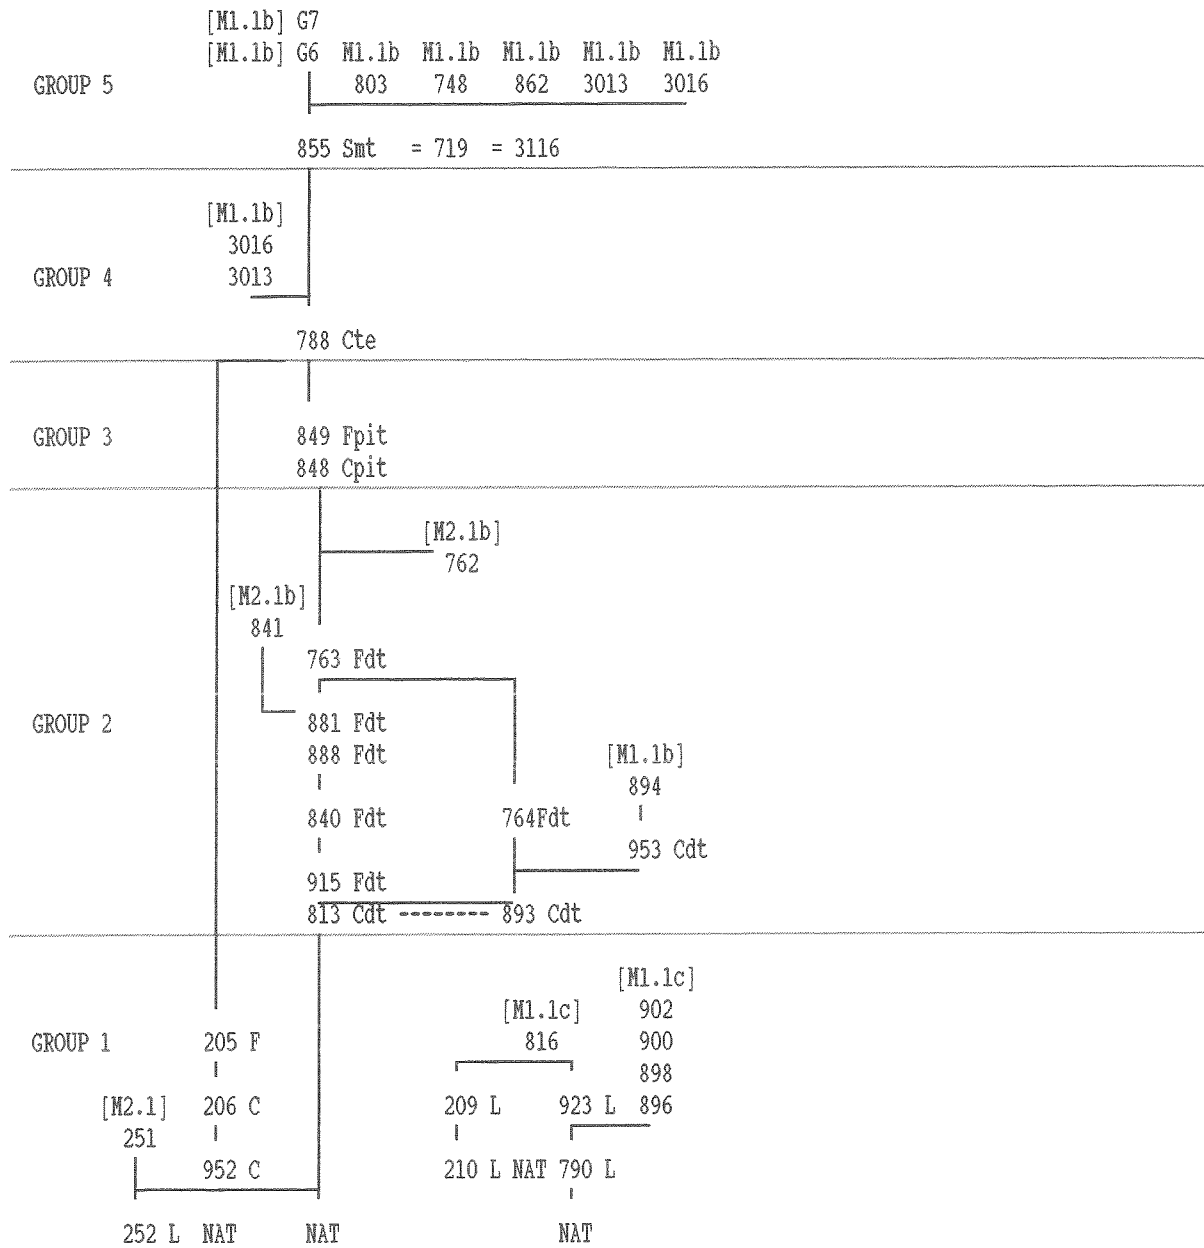 [M1.1b] G7
[M1.1b] G6 M1.1b M1.1b M1.1b M1.1b M1.1b
GROUP 5 803 748 862 3013 3016
855 Smt = 719 = 3116
[M1.1b]
3016
GROUP 4 3013
788 Cte
GROUP 3 849 Fpit
848 Cpit
[M2.1b]
762
[M2.1b]
841
763 Fdt
GROUP 2 881 Fdt
888 Fdt [M1.1b]
894
840 Fdt 764Fdt
953 Cdt
915 Fdt
813 Cdt -------- 893 Cdt
[M1.1c]
[M1.1c] 902
GROUP 1 205 F 816 900
898
[M2.1] 206 C 209 L 923 L 896
251
952 C 210 L NAT 790 L
252 L NAT NAT NAT